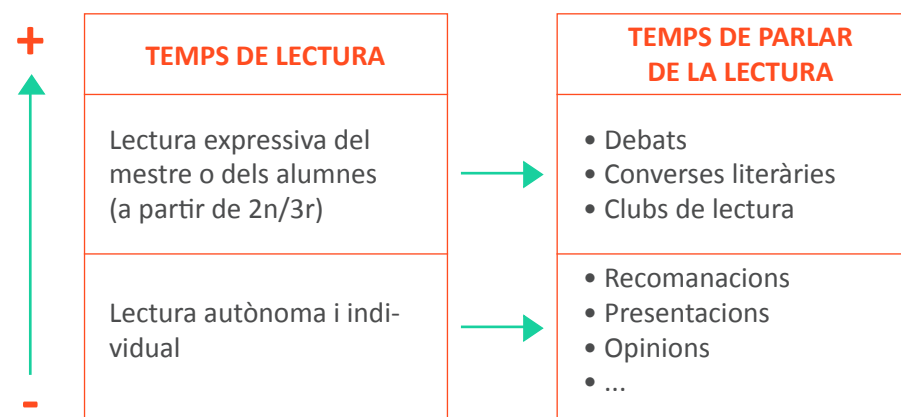 +
TEMPS DE LECTURA
Lectura expressiva del
mestre o dels alumnes
(a partir de 2n/3r)
Lectura autònoma i indi-
vidual
-
TEMPS DE PARLAR
DE LA LECTURA
• Debats
• Converses literàries
• Clubs de lectura
• Recomanacions
• Presentacions
• Opinions
• ...